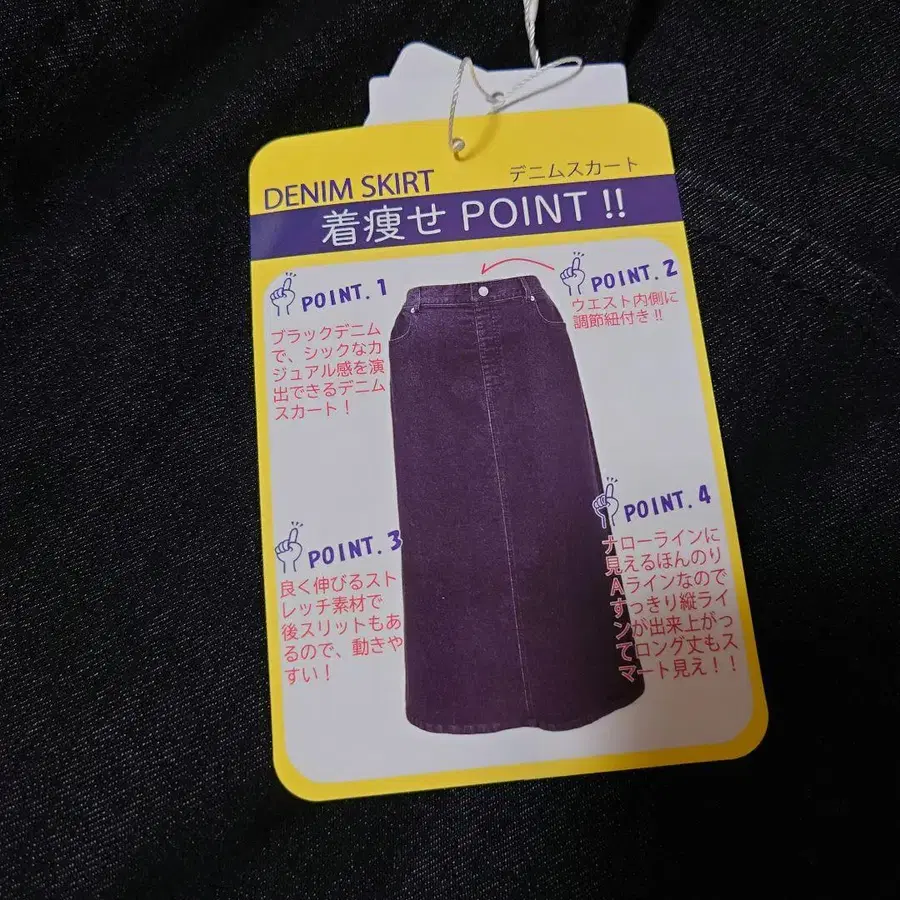 DENIM SKIRT
デニムスカート
着痩せ POINT !!
POINT. 1
ブラックデニム
で、シックなカ
ジュアル感を演
出できるデニム
スカート！
POINT. 2
ウエスト内側に
調節紐付き!!
POINT. 3
良く伸びるスト
レッチ素材で
後スリットもあ
るので、動きや
すい！
POINT. 4
ナローラインに
見えるほんのり
Aラインなので
すっきり縦ライ
ンが出来上がっ
てロング丈もス
マート見え！！